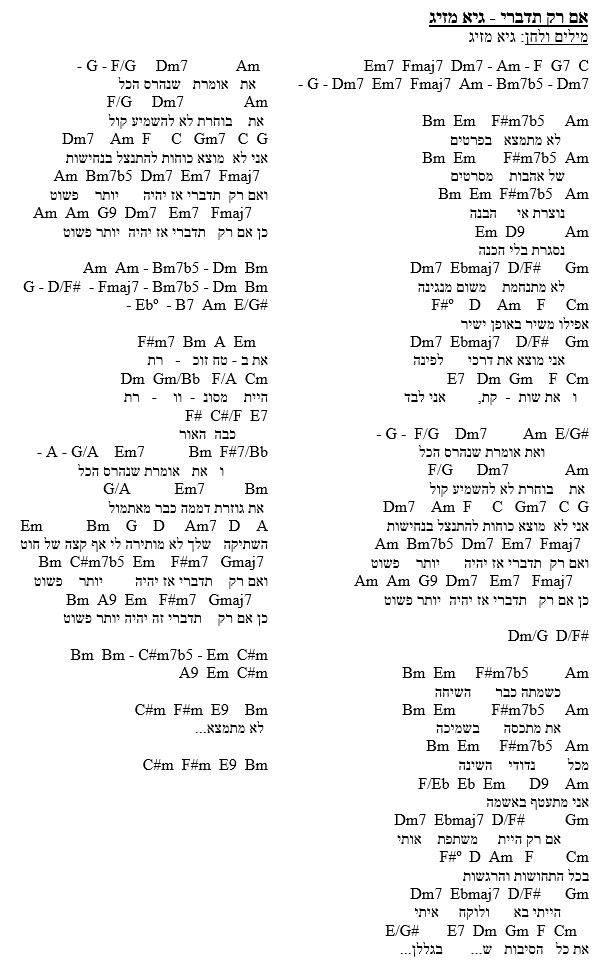 אם רק תדברי - גיא מזיג
מילים ולחן: גיא מזיג
Em7 Fmaj7 Dm7 - Am - F G7 C
- G - Dm7 Em7 Fmaj7 Am - Bm7b5 - Dm7
Bm Em F#m7b5 Am
לא מתמצא בפרטים
Bm Em F#m7b5 Am
של אהבות מסרטים
Bm Em F#m7b5 Am
נוצרת אי הבנה
Em D9 Am
נסגרת בלי הכנה
Dm7 Ebmaj7 D/F# Gm
לא מתנחמת משום מנגינה
F#º D Am F Cm
אפילו משיר באופן ישיר
Dm7 Ebmaj7 D/F# Gm
אני מוצא את דרכי לפינה
E7 Dm Gm F Cm
ו את שות - קת, אני לבד
- G - F/G Dm7 Am E/G#
ואת אומרת שנהרס הכל
F/G Dm7 Am
את בוחרת לא להשמיע קול
Dm7 Am F C Gm7 C G
אני לא מוצא כוחות להתנצל בנחישות
Am Bm7b5 Dm7 Em7 Fmaj7
ואם רק תדברי אז יהיה יותר פשוט
Am Am G9 Dm7 Em7 Fmaj7
כן אם רק תדברי אז יהיה יותר פשוט
Dm/G D/F#
Bm Em F#m7b5 Am
כשמתה כבר השיחה
Bm Em F#m7b5 Am
את מתכסה בשמיכה
Bm Em F#m7b5 Am
מכל נדודי השינה
F/Eb Eb Em D9 Am
אני מתעטף באשמה
Dm7 Ebmaj7 D/F# Gm
אם רק היית משתפת אותי
F#º D Am F Cm
בכל התחושות והרגשות
Dm7 Ebmaj7 D/F# Gm
הייתי בא ולוקח איתי
E/G# E7 Dm Gm F Cm
את כל הסיבות ש... בגללן...
- G - F/G Dm7 Am
את אומרת שנהרס הכל
F/G Dm7 Am
את בוחרת לא להשמיע קול
Dm7 Am F C Gm7 C G
אני לא מוצא כוחות להתנצל בנחישות
Am Bm7b5 Dm7 Em7 Fmaj7
ואם רק תדברי אז יהיה יותר פשוט
Am Am G9 Dm7 Em7 Fmaj7
כן אם רק תדברי אז יהיה יותר פשוט
Am Am - Bm7b5 - Dm Bm
G - D/F# - Fmaj7 - Bm7b5 - Dm Bm
- Ebº - B7 Am E/G#
F#m7 Bm A Em
את ב - טח זוכ - רת
Dm Gm/Bb F/A Cm
היית מסונ - וו - רת
F# C#/F E7
כבה האור
- A - G/A Em7 Bm F#7/Bb
ו את אומרת שנהרס הכל
G/A Em7 Bm
את גוזרת דממה כבר מאתמול
Em Bm G D Am7 D A
השתיקה שלך לא מותירה לי אף קצה של חוט
Bm C#m7b5 Em F#m7 Gmaj7
ואם רק תדברי אז יהיה יותר פשוט
Bm A9 Em F#m7 Gmaj7
כן אם רק תדברי זה יהיה יותר פשוט
Bm Bm - C#m7b5 - Em C#m
A9 Em C#m
C#m F#m E9 Bm
לא מתמצא...
C#m F#m E9 Bm